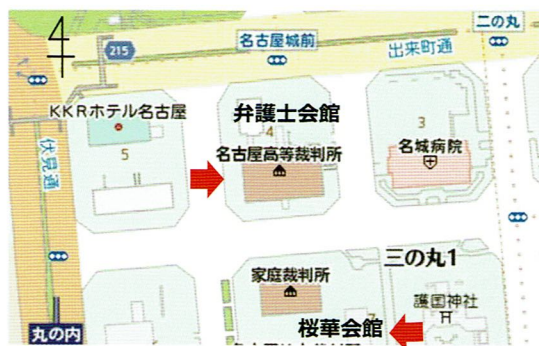 二の丸
215
名古屋城前
出来町通
KKRホテル名古屋
弁護士会館
4
3
5
名古屋高等裁判所
名城病院
伏見通
三の丸1
家庭裁判所
護国神社
丸の内
桜華会館